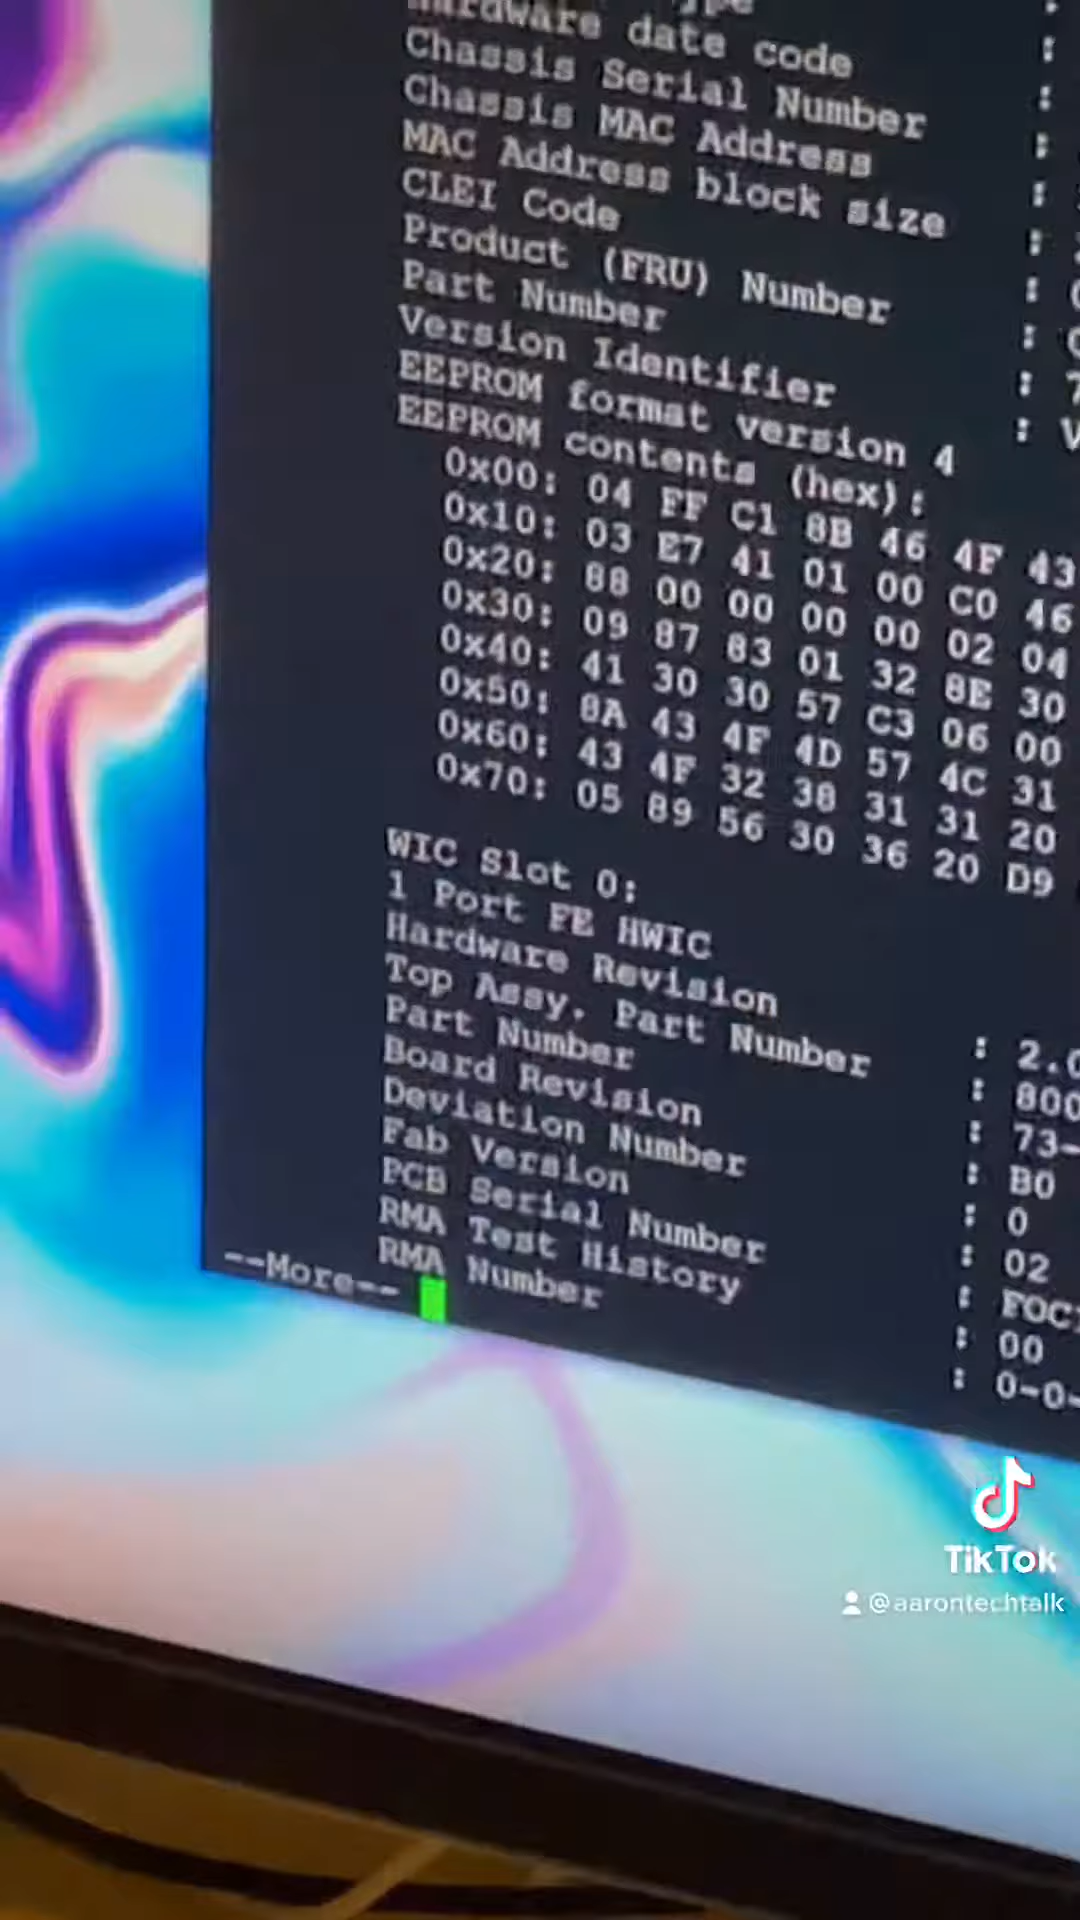 Hardware date code :
Chassis Serial Number :
Chassis MAC Address :
MAC Address block size :
CLEI Code :
Product (FRU) Number :
Part Number : 7
Version Identifier : V
EEPROM format version 4
EEPROM contents (hex):
0x00: 04 FF C1 8B 46 4F 43
0x10: 03 E7 41 01 00 C0 46
0x20: 88 00 00 00 00 02 04
0x30: 09 87 83 01 32 8E 30
0x40: 41 30 30 57 C3 06 00
0x50: 8A 43 4F 4D 57 4C 31
0x60: 43 4F 32 38 31 31 20
0x70: 05 89 56 30 36 20 D9
WIC Slot 0:
1 Port FE HWIC
Hardware Revision : 2.0
Top Assy. Part Number : 800
Part Number : 73-
Board Revision : B0
Deviation Number : 0
Fab Version : 02
PCB Serial Number : FOC
RMA Test History : 00
RMA Number : 0-0-
--More--
TikTok
@aarontechtalk